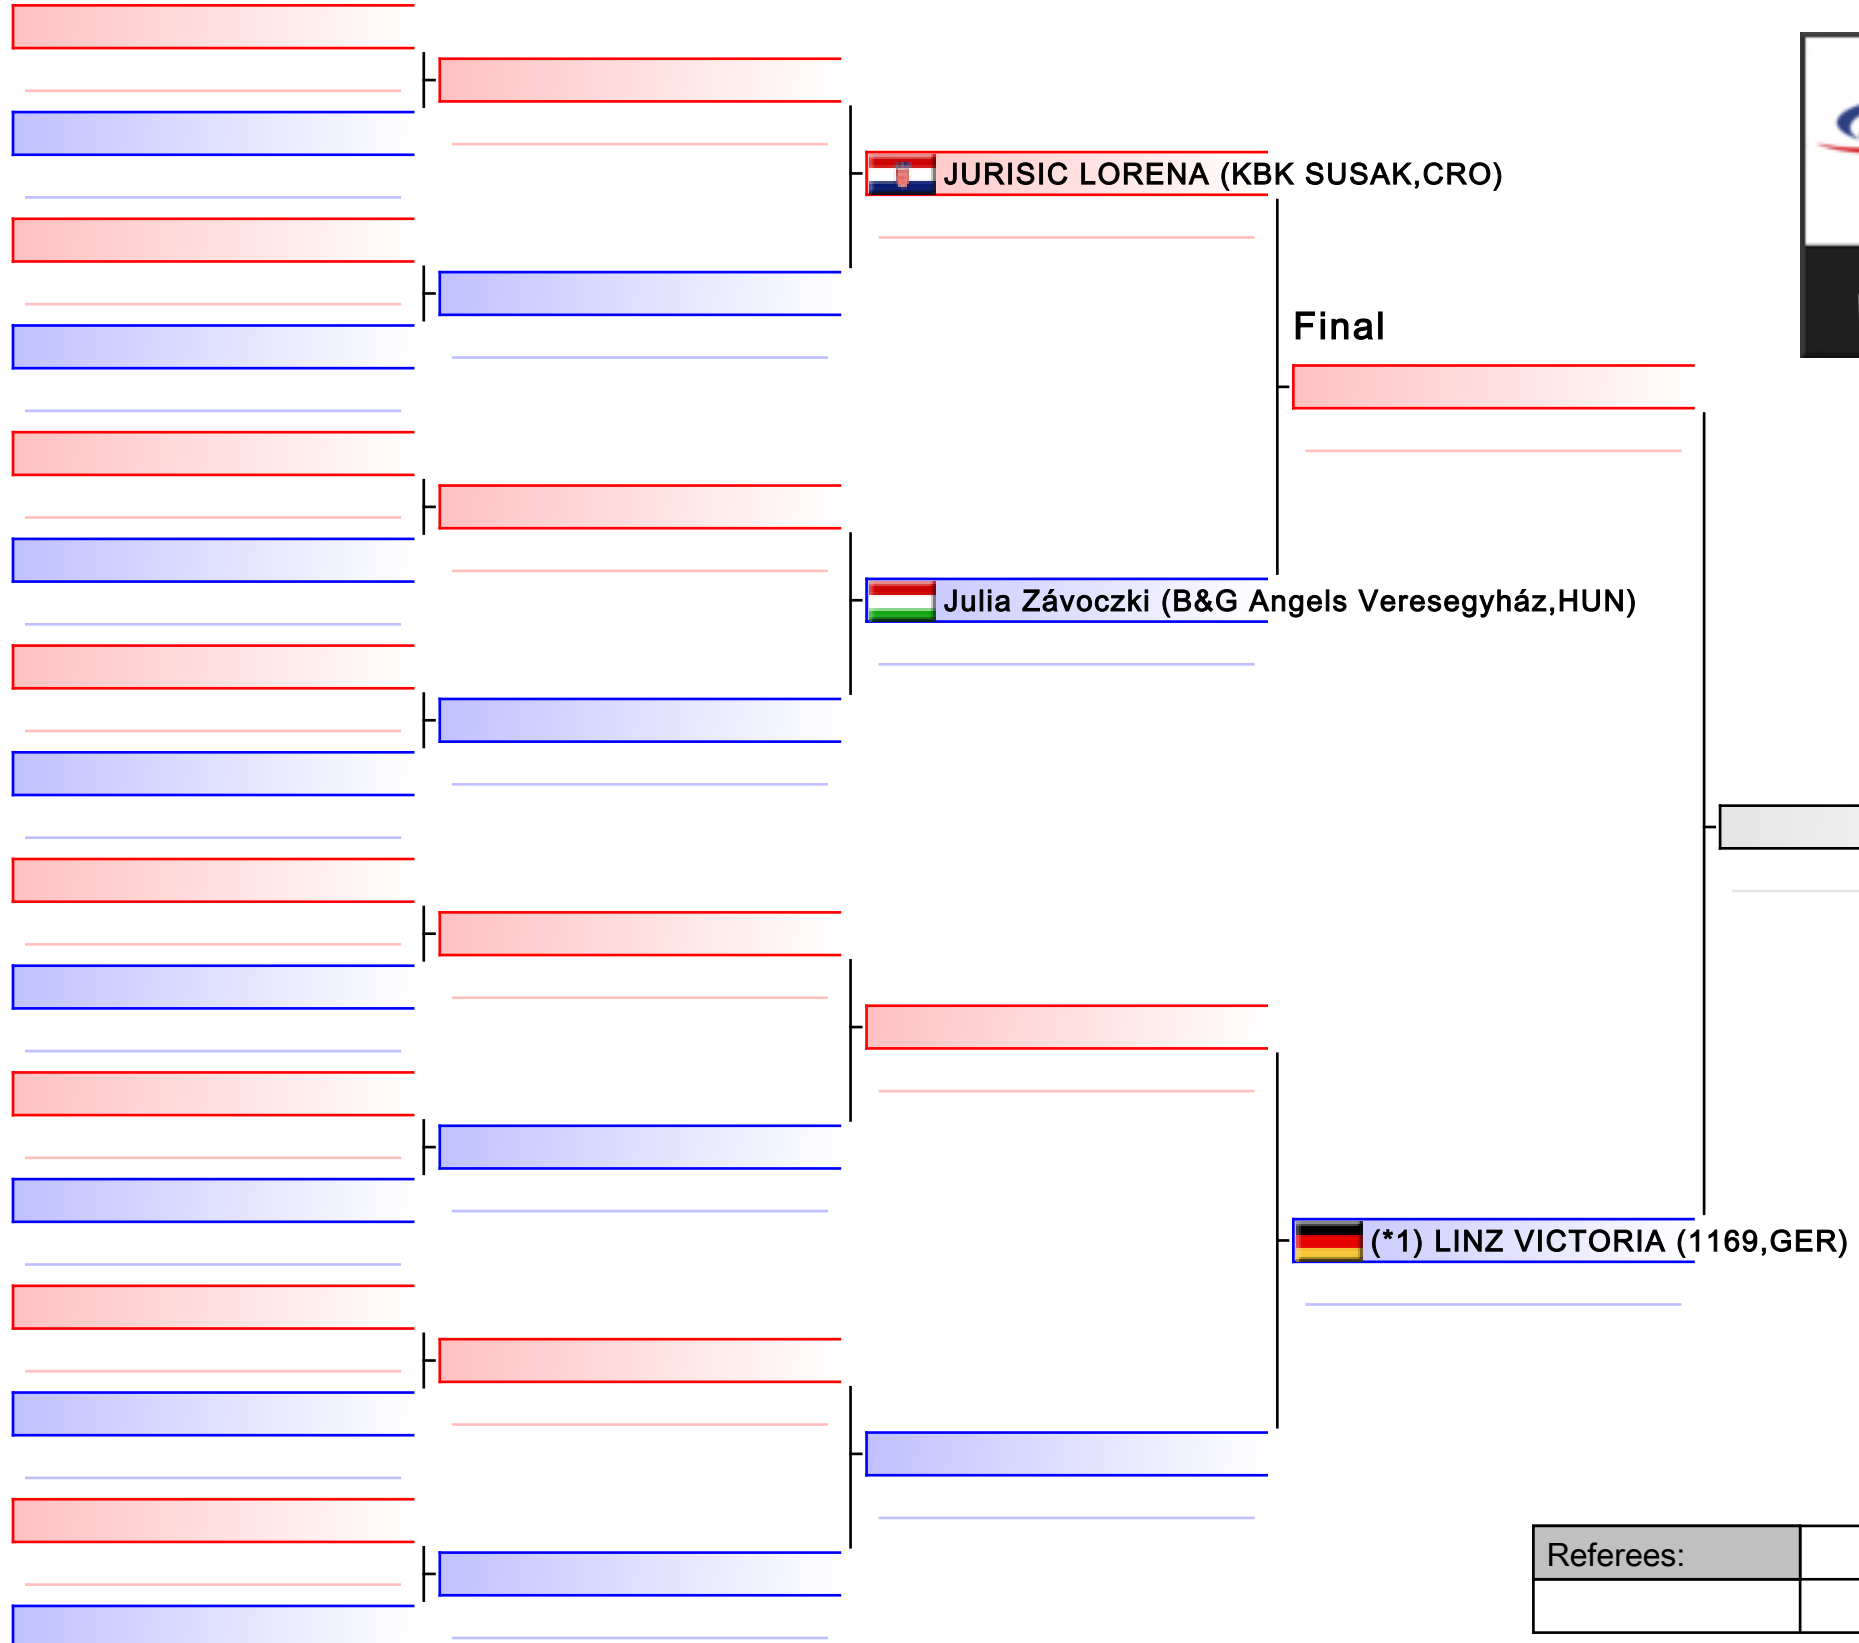 JURISIC LORENA (KBK SUSAK,CRO)
Final
Julia Závoczki (B&G Angels Veresegyház,HUN)
(*1) LINZ VICTORIA (1169,GER)
Referees: